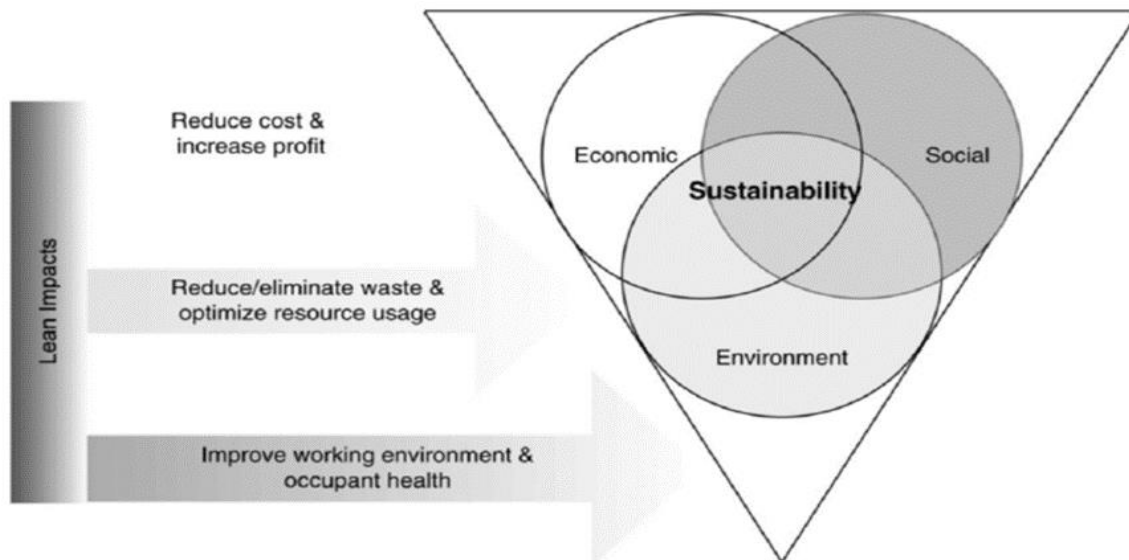 Lean Impacts
Reduce cost &
increase profit
Reduce/eliminate waste &
optimize resource usage
Improve working environment &
occupant health
Economic
Social
Sustainability
Environment